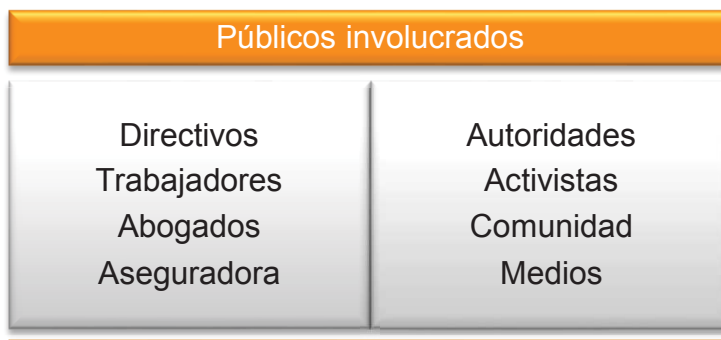 Públicos involucrados
Directivos
Trabajadores
Abogados
Aseguradora
Autoridades
Activistas
Comunidad
Medios